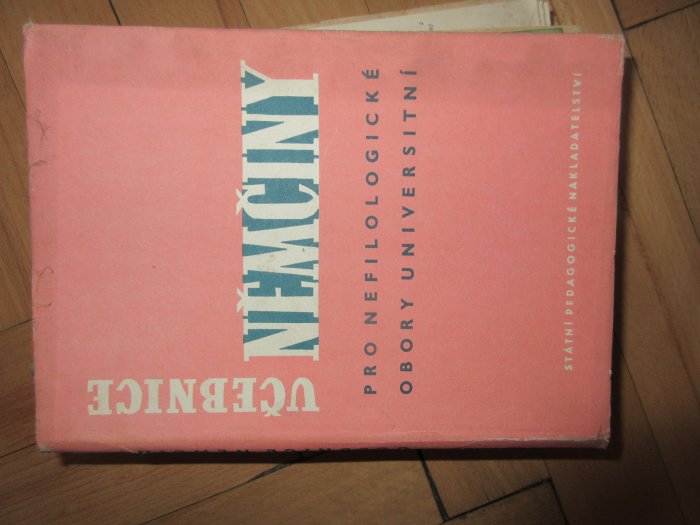 UČEBNICE
NĚMČINY
PRO NEFILOLOGICKÉ
OBORY UNIVERSITNÍ
STÁTNÍ PEDAGOGICKÉ NAKLADATELSTVÍ